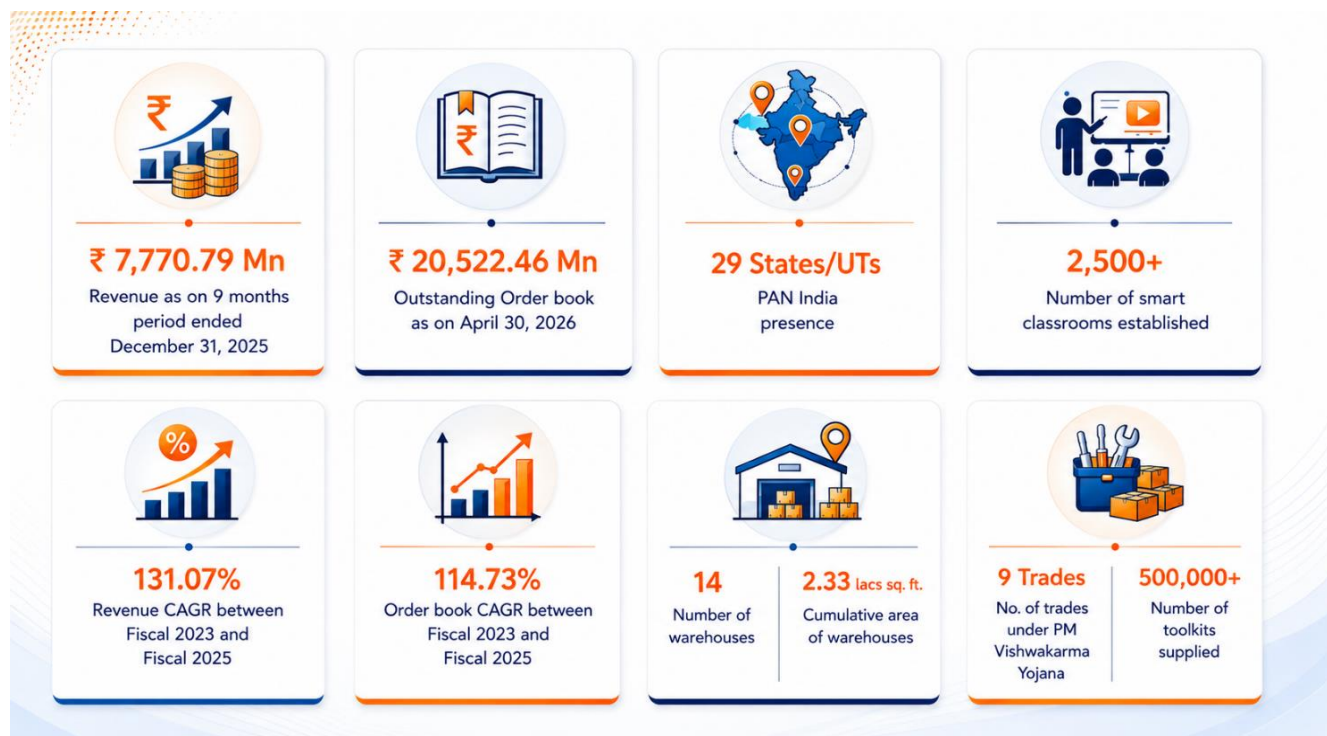 ₹ 7,770.79 Mn
Revenue as on 9 months
period ended
December 31, 2025
₹ 20,522.46 Mn
Outstanding Order book
as on April 30, 2026
29 States/UTs
PAN India
presence
2,500+
Number of smart
classrooms established
131.07%
Revenue CAGR between
Fiscal 2023 and
Fiscal 2025
114.73%
Order book CAGR between
Fiscal 2023 and
Fiscal 2025
14
Number of
warehouses
2.33 lacs sq. ft.
Cumulative area
of warehouses
9 Trades
No. of trades
under PM
Vishwakarma
Yojana
500,000+
Number of
toolkits
supplied